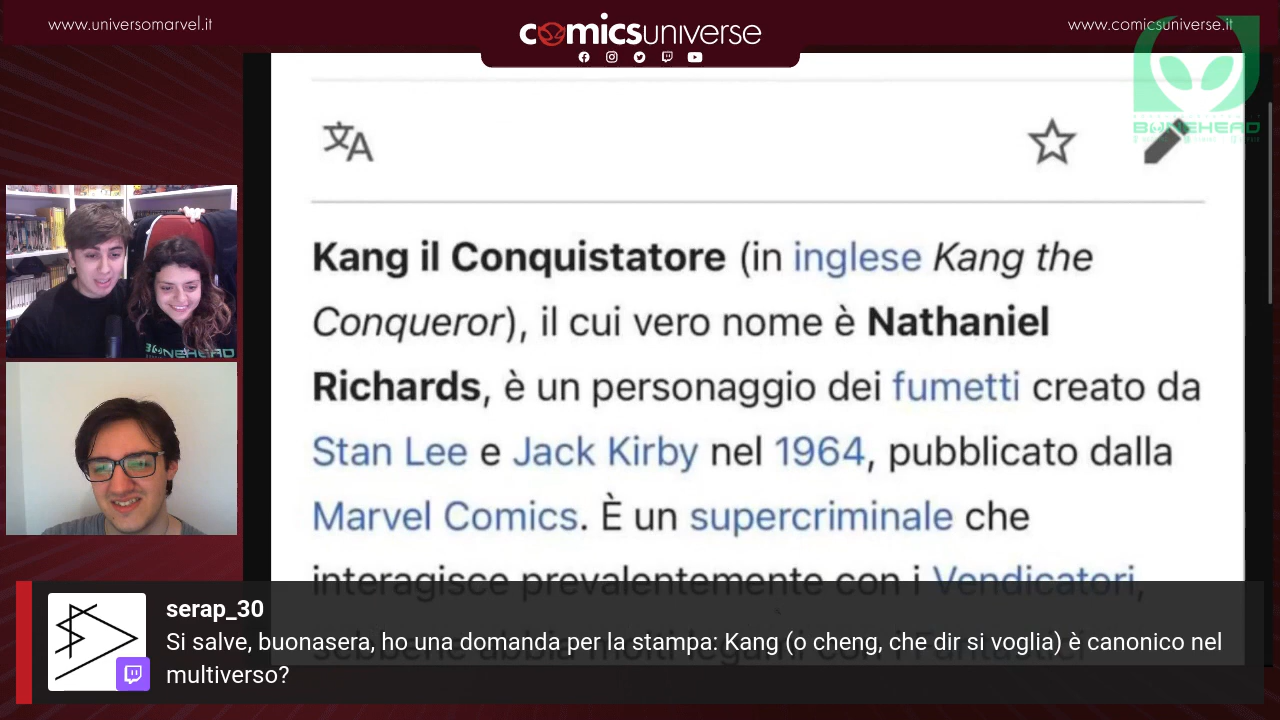 www.universomarvel.it
comicsuniverse
www.comicsuniverse.it
BONEHEAD
Kang il Conquistatore (in inglese Kang the
Conqueror), il cui vero nome è Nathaniel
Richards, è un personaggio dei fumetti creato da
Stan Lee e Jack Kirby nel 1964, pubblicato dalla
Marvel Comics. È un supercriminale che
interagisce prevalentemente con i Vendicatori,
BONEHEAD
serap_30
Si salve, buonasera, ho una domanda per la stampa: Kang (o cheng, che dir si voglia) è canonico nel
multiverso?